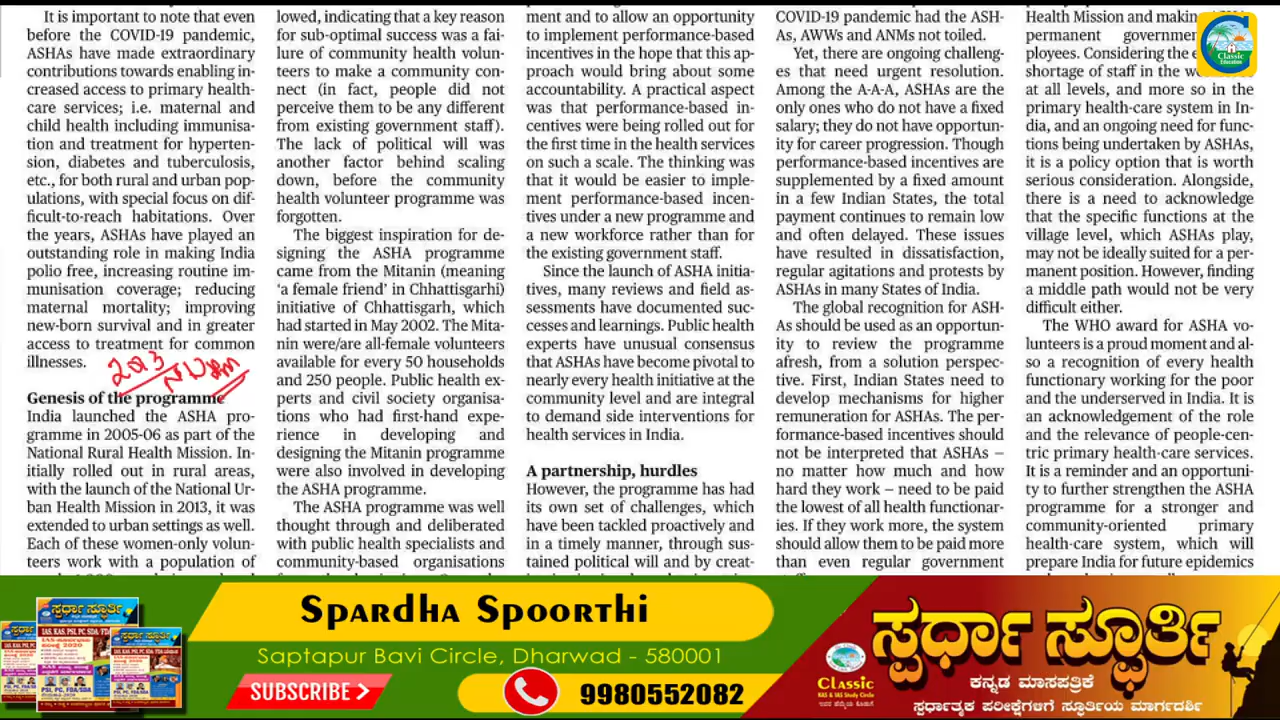 It is important to note that even
before the COVID-19 pandemic,
ASHAs have made extraordinary
contributions towards enabling in-
creased access to primary health-
care services; i.e. maternal and
child health including immunisa-
tion and treatment for hyperten-
sion, diabetes and tuberculosis,
etc., for both rural and urban pop-
ulations, with special focus on dif-
ficult-to-reach habitations. Over
the years, ASHAs have played an
outstanding role in making India
polio free, increasing routine im-
munisation coverage; reducing
maternal mortality; improving
new-born survival and in greater
access to treatment for common
illnesses.
Genesis of the programme
India launched the ASHA pro-
gramme in 2005-06 as part of the
National Rural Health Mission. In-
itially rolled out in rural areas,
with the launch of the National Ur-
ban Health Mission in 2013, it was
extended to urban settings as well.
Each of these women-only volun-
teers work with a population of
lowed, indicating that a key reason
for sub-optimal success was a fai-
lure of community health volun-
teers to make a community con-
nect (in fact, people did not
perceive them to be any different
from existing government staff).
The lack of political will was
another factor behind scaling
down, before the community
health volunteer programme was
forgotten.
The biggest inspiration for de-
signing the ASHA programme
came from the Mitanin (meaning
‘a female friend’ in Chhattisgarhi)
initiative of Chhattisgarh, which
had started in May 2002. The Mita-
nin were/are all-female volunteers
available for every 50 households
and 250 people. Public health ex-
perts and civil society organisa-
tions who had first-hand expe-
rience in developing and
designing the Mitanin programme
were also involved in developing
the ASHA programme.
The ASHA programme was well
thought through and deliberated
with public health specialists and
community-based organisations
ment and to allow an opportunity
to implement performance-based
incentives in the hope that this ap-
proach would bring about some
accountability. A practical aspect
was that performance-based in-
centives were being rolled out for
the first time in the health services
on such a scale. The thinking was
that it would be easier to imple-
ment performance-based incen-
tives under a new programme and
a new workforce rather than for
the existing government staff.
Since the launch of ASHA initia-
tives, many reviews and field as-
sessments have documented suc-
cesses and learnings. Public health
experts have unusual consensus
that ASHAs have become pivotal to
nearly every health initiative at the
community level and are integral
to demand side interventions for
health services in India.
A partnership, hurdles
However, the programme has had
its own set of challenges, which
have been tackled proactively and
in a timely manner, through sus-
tained political will and by creat-
COVID-19 pandemic had the ASH-
As, AWWs and ANMs not toiled.
Yet, there are ongoing challeng-
es that need urgent resolution.
Among the A-A-A, ASHAs are the
only ones who do not have a fixed
salary; they do not have opportun-
ity for career progression. Though
performance-based incentives are
supplemented by a fixed amount
in a few Indian States, the total
payment continues to remain low
and often delayed. These issues
have resulted in dissatisfaction,
regular agitations and protests by
ASHAs in many States of India.
The global recognition for ASH-
As should be used as an opportun-
ity to review the programme
afresh, from a solution perspec-
tive. First, Indian States need to
develop mechanisms for higher
remuneration for ASHAs. The per-
formance-based incentives should
not be interpreted that ASHAs —
no matter how much and how
hard they work — need to be paid
the lowest of all health functionar-
ies. If they work more, the system
should allow them to be paid more
than even regular government
Health Mission and making
permanent government
ployees. Considering the
shortage of staff in the
at all levels, and more so in the
primary health-care system in In-
dia, and an ongoing need for func-
tions being undertaken by ASHAs,
it is a policy option that is worth
serious consideration. Alongside,
there is a need to acknowledge
that the specific functions at the
village level, which ASHAs play,
may not be ideally suited for a per-
manent position. However, finding
a middle path would not be very
difficult either.
The WHO award for ASHA vo-
lunteers is a proud moment and al-
so a recognition of every health
functionary working for the poor
and the underserved in India. It is
an acknowledgement of the role
and the relevance of people-cen-
tric primary health-care services.
It is a reminder and an opportuni-
ty to further strengthen the ASHA
programme for a stronger and
community-oriented primary
health-care system, which will
prepare India for future epidemics
Classic
Education
Spardha Spoorthi
Saptapur Bavi Circle, Dharwad - 580001
SUBSCRIBE
9980552082
Classic
KAS & IAS Study Circle
ಸ್ಪರ್ಧಾ ಸ್ಫೂರ್ತಿ
ಕನ್ನಡ ಮಾಸಪತ್ರಿಕೆ
ಸ್ಪರ್ಧಾತ್ಮಕ ಪರೀಕ್ಷೆಗಳಿಗೆ ಸ್ಫೂರ್ತಿಯ ಮಾರ್ಗದರ್ಶಿ